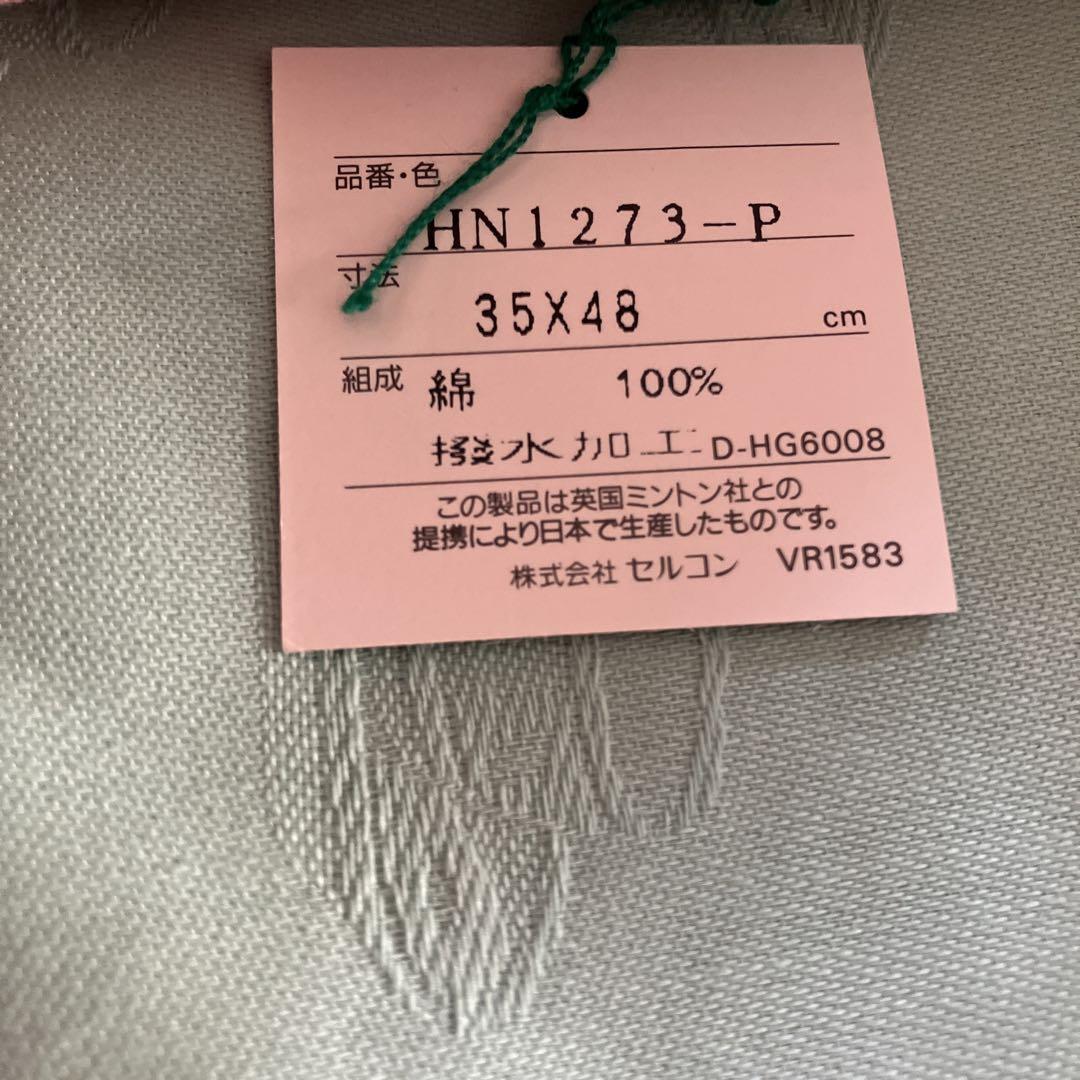 品番・色
HN1273-P
寸法
35X48 cm
組成 綿 100%
撥水加工 D-HG6008
この製品は英国ミントン社との
提携により日本で生産したものです。
株式会社 セルコン VR1583